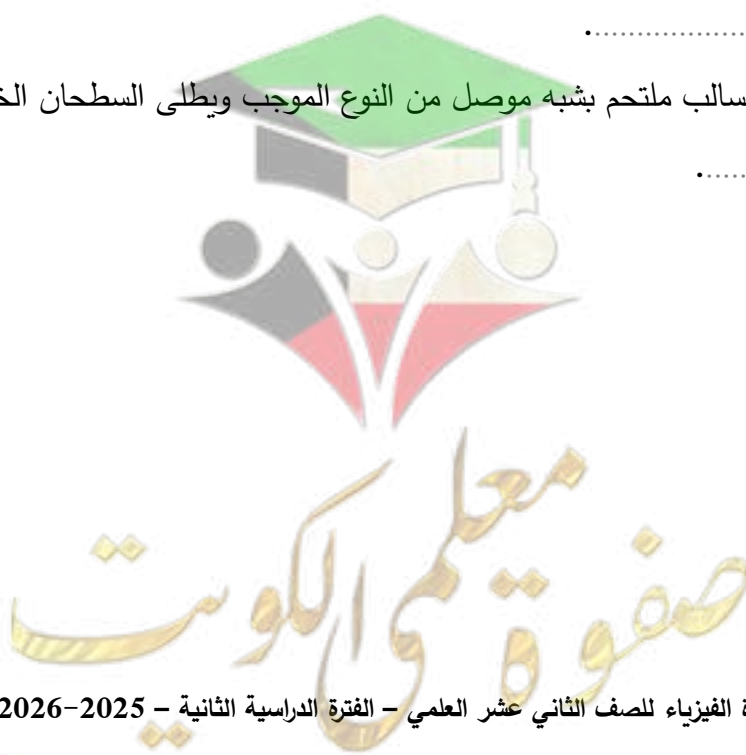 ....................
سالب ملتحم بشبه موصل من النوع الموجب ويطلى السطحان
......
معلمي
صفوة الكويت
الفيزياء للصف الثاني عشر العلمي – الفترة الدراسية الثانية – 2025-2026